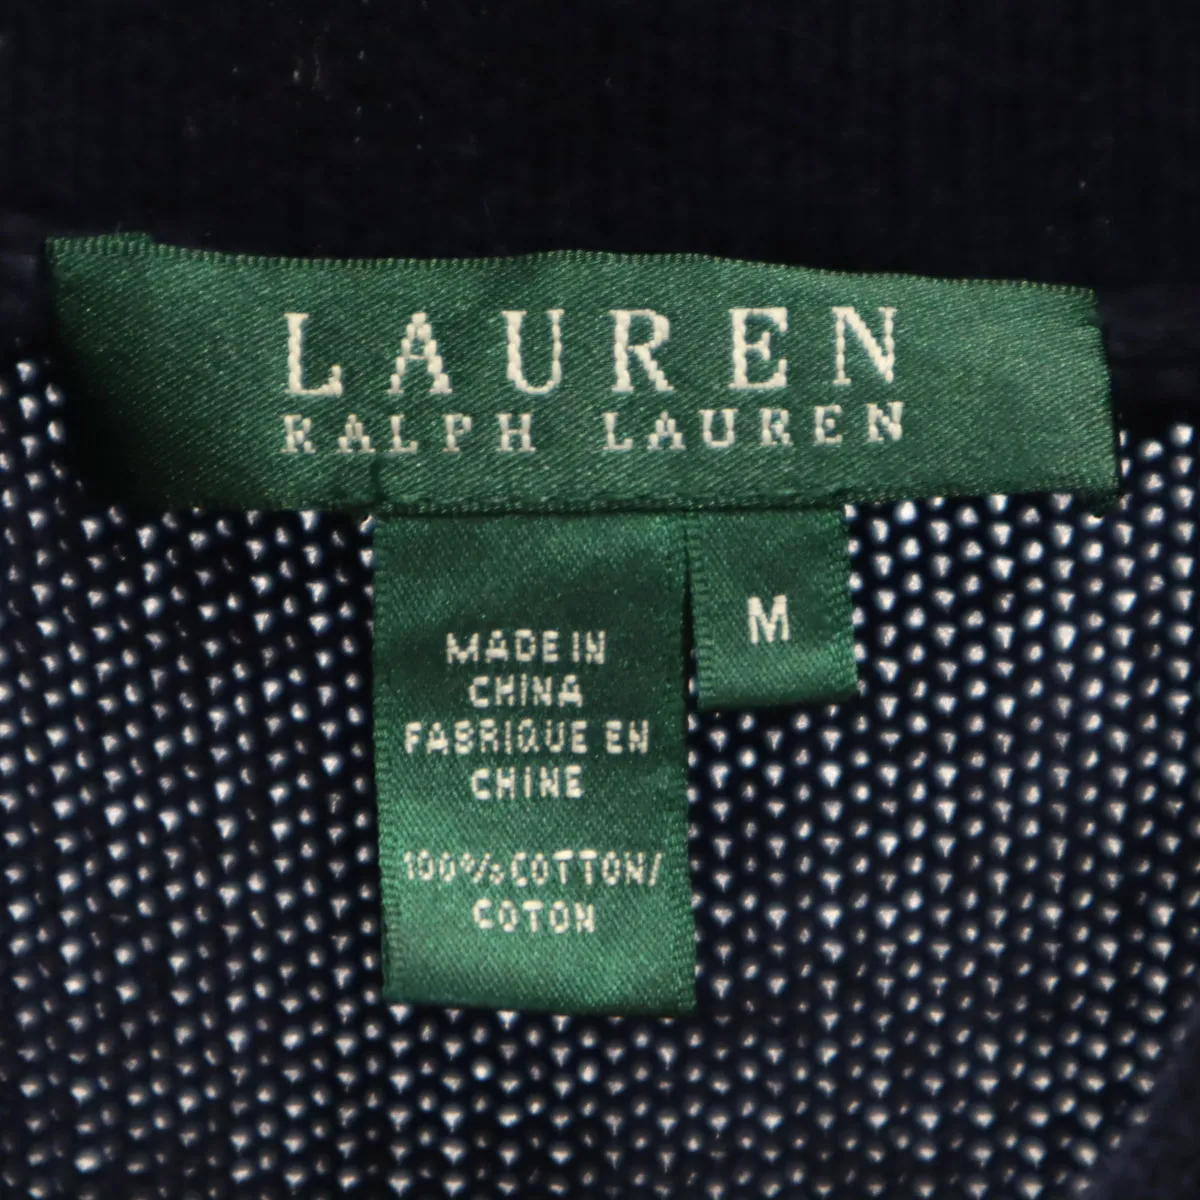 LAUREN
RALPH LAUREN
M
MADE IN
CHINA
FABRIQUE EN
CHINE
100% COTTON/
COTON